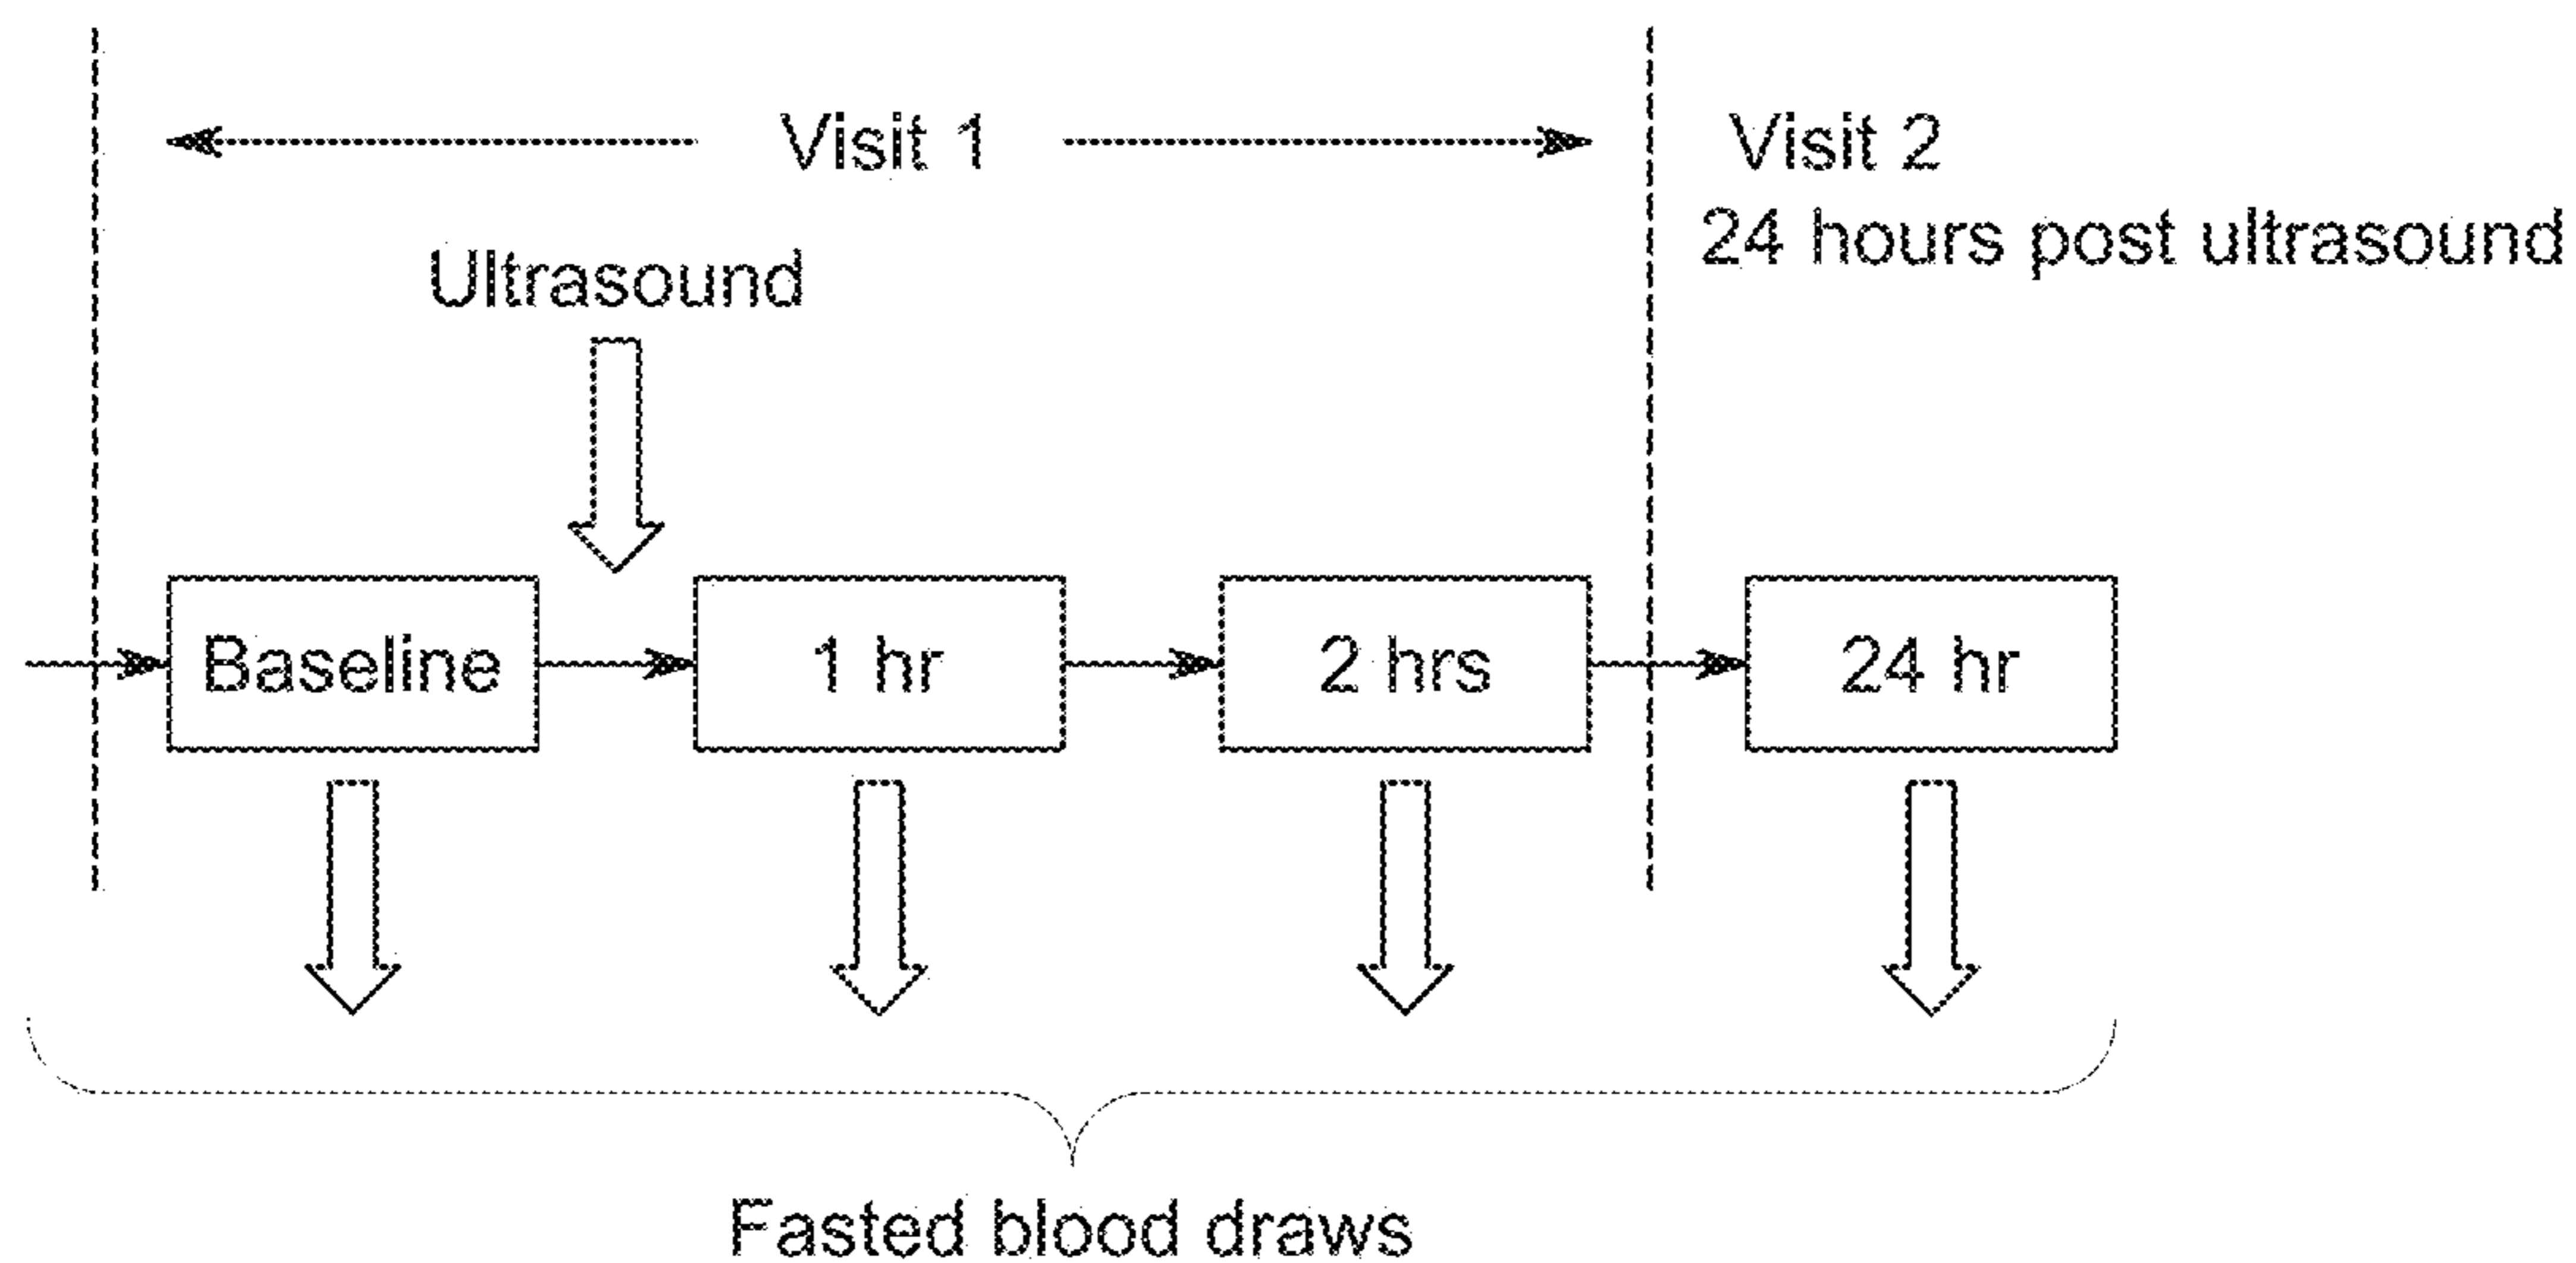 Visit 1
Visit 2
24 hours post ultrasound
Ultrasound
Baseline
1 hr
2 hrs
24 hr
Fasted blood draws